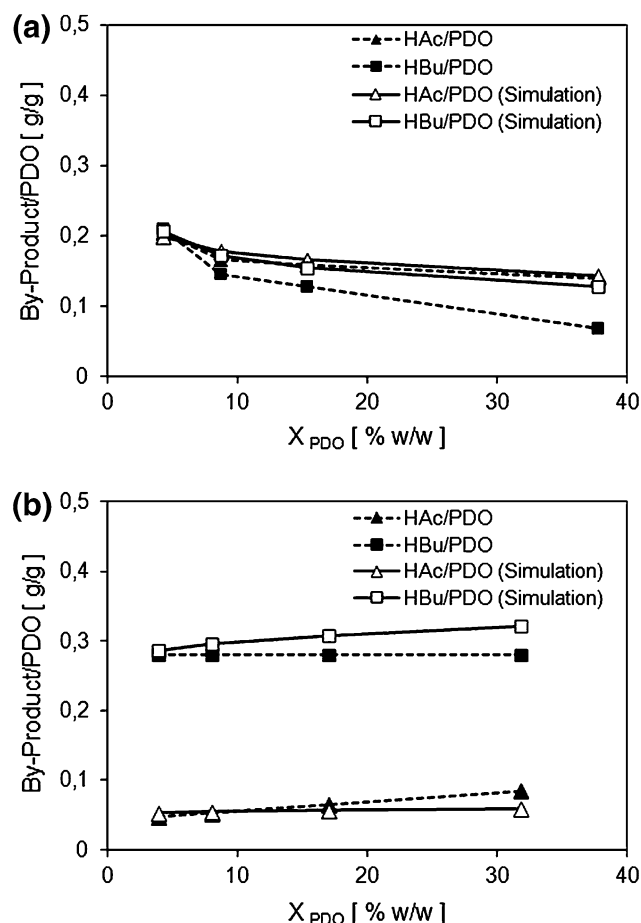 (a)
0,5
0,4
0,3
0,2
0,1
0
By-Product/PDO [ g/g]
HAc/PDO
HBu/PDO
HAc/PDO (Simulation)
HBu/PDO (Simulation)
0 10 20 30 40
X PDO [ % w/w ]
(b)
0,5
0,4
0,3
0,2
0,1
0
By-Product/PDO [ g/g]
HAc/PDO
HBu/PDO
HAc/PDO (Simulation)
HBu/PDO (Simulation)
0 10 20 30 40
X PDO [ % w/w ]